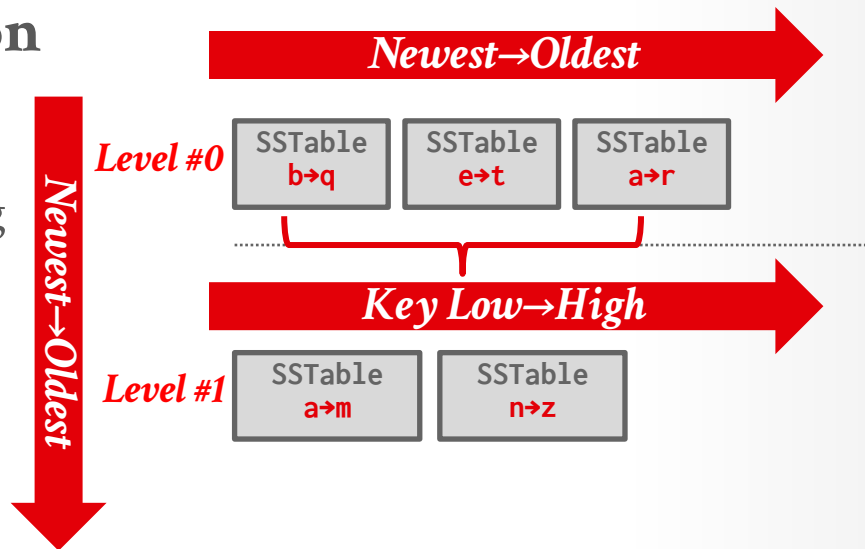 on
Newest→Oldest
Level #0
SSTable
b→q
SSTable
e→t
SSTable
a→r
g
Newest→Oldest
Key Low→High
Level #1
SSTable
a→m
SSTable
n→z